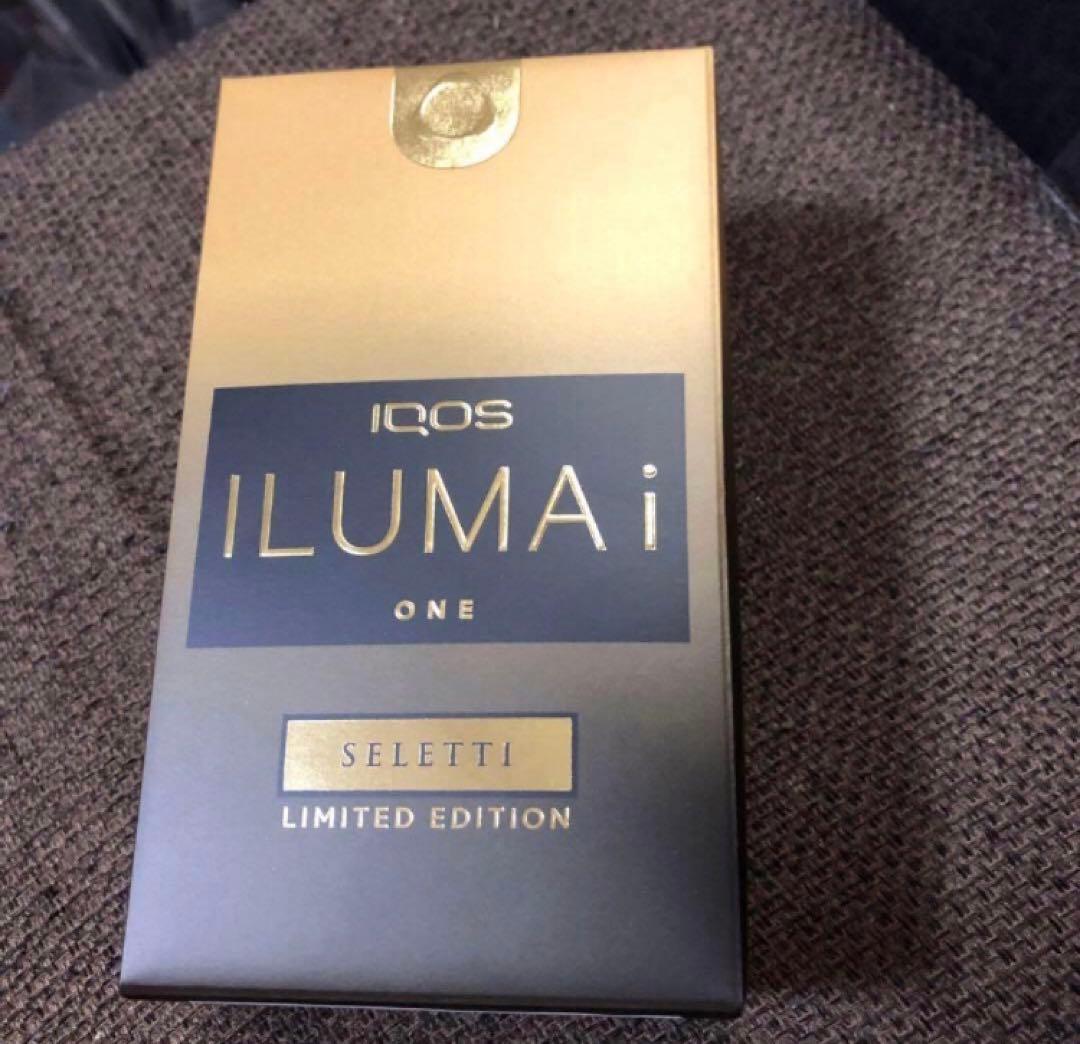 IQOS
ILUMA i
ONE
SELETTI
LIMITED EDITION